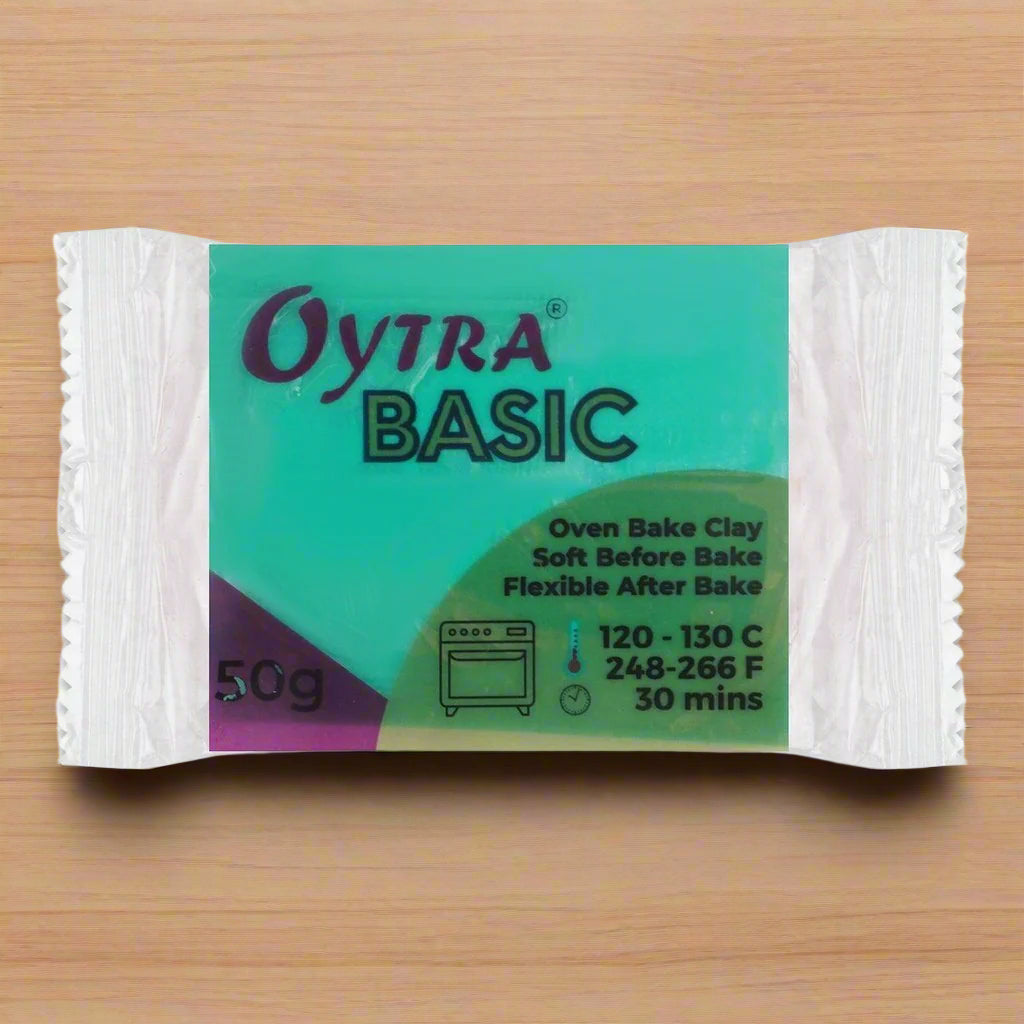 OYTRA®
BASIC
Oven Bake Clay
Soft Before Bake
Flexible After Bake
120 - 130 C
248-266 F
30 mins
50g